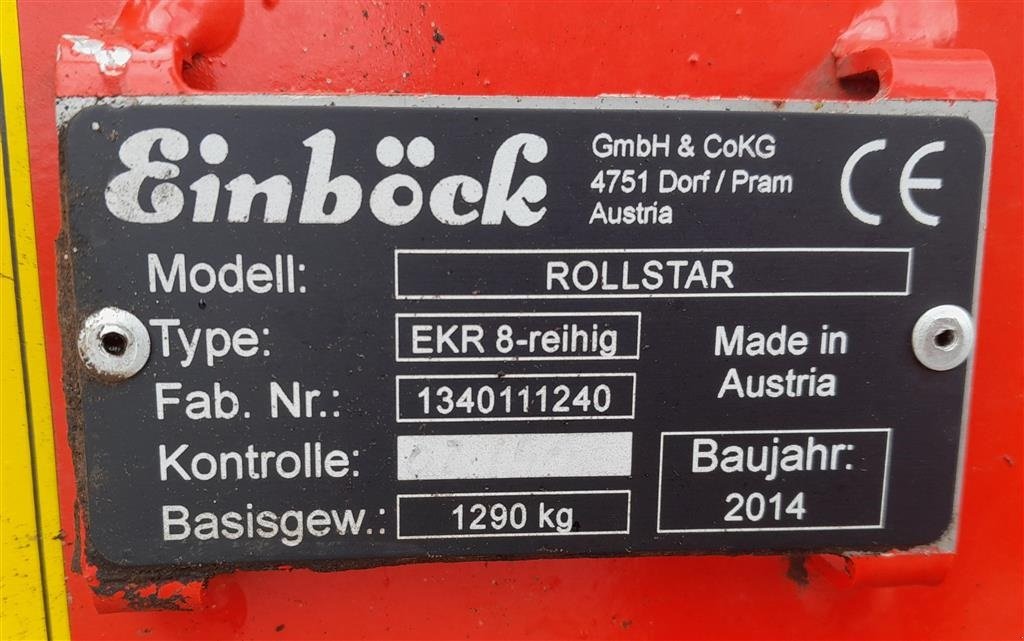 Einböck
GmbH & CoKG
4751 Dorf / Pram
Austria
CE
Modell: ROLLSTAR
Type: EKR 8-reihig
Fab. Nr.: 1340111240
Kontrolle:
Basisgew.: 1290 kg
Made in
Austria
Baujahr:
2014